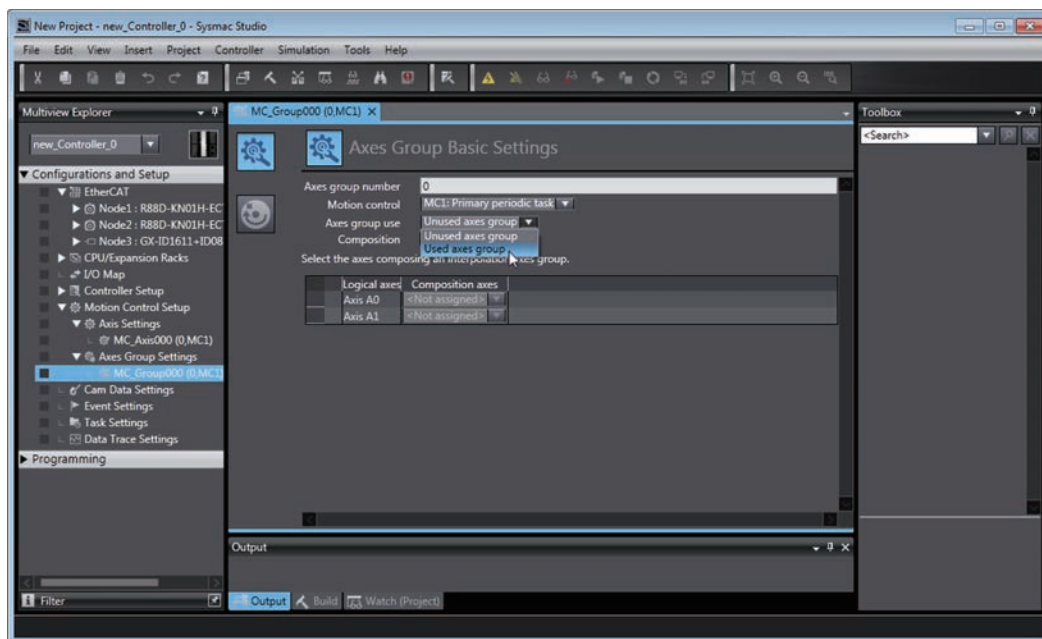 New Project - new_Controller_0 - Sysmac Studio
File Edit View Insert Project Controller Simulation Tools Help
Multiview Explorer
new_Controller_0
Configurations and Setup
EtherCAT
Node1 : R88D-KN01H-EC
Node2 : R88D-KN01H-EC
Node3 : GX-ID1611+ID08
CPU/Expansion Racks
I/O Map
Controller Setup
Motion Control Setup
Axis Settings
MC_Axis000 (0,MC1)
Axes Group Settings
MC_Group000 (0,MC1)
Cam Data Settings
Event Settings
Task Settings
Data Trace Settings
Programming
Filter
MC_Group000 (0,MC1)
Axes Group Basic Settings
Axes group number 0
Motion control MC1: Primary periodic task
Axes group use Unused axes group
Unused axes group
Composition Used axes group
Select the axes composing an interpolation axes group.
Logical axes Composition axes
Axis A0 <Not assigned>
Axis A1 <Not assigned>
Output
Output Build Watch (Project)
Toolbox
<Search>